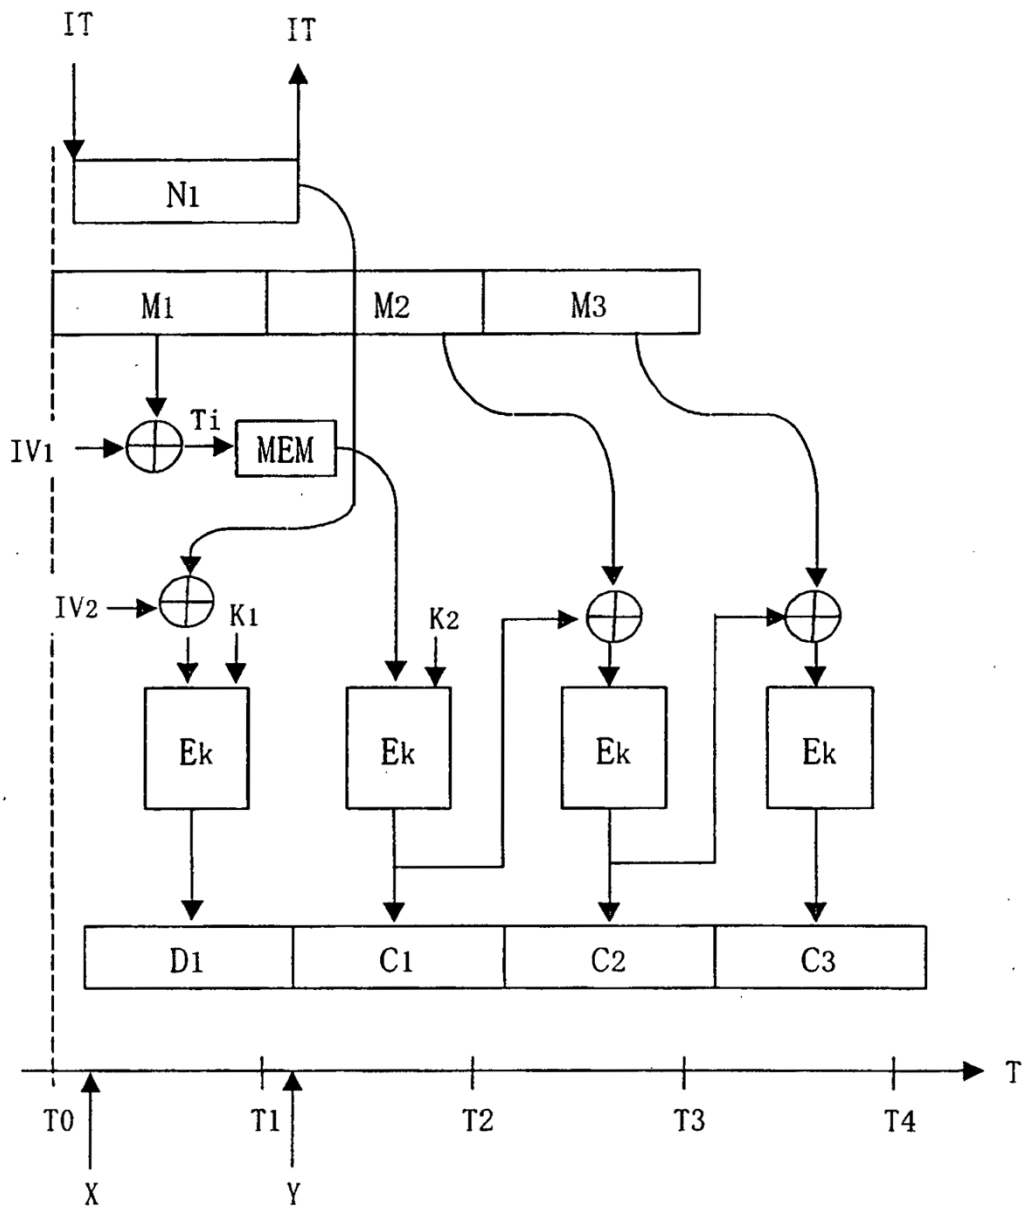 IT IT
N1
M1 M2 M3
IV1 Ti MEM
IV2 K1 K2
Ek Ek Ek Ek
D1 C1 C2 C3
T
T0 T1 T2 T3 T4
X Y